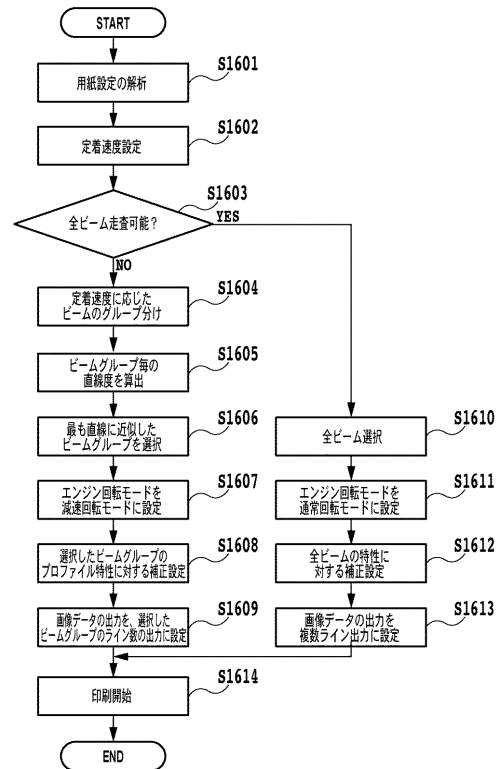 START
S1601
用紙設定の解析
S1602
定着速度設定
S1603
全ビーム走査可能?
YES
NO
S1604
定着速度に応じた
ビームのグループ分け
S1605
ビームグループ毎の
直線度を算出
S1606
最も直線に近似した
ビームグループを選択
S1607
エンジン回転モードを
減速回転モードに設定
S1608
選択したビームグループの
プロファイル特性に対する補正設定
S1609
画像データの出力を、選択した
ビームグループのライン数の出力に設定
S1610
全ビーム選択
S1611
エンジン回転モードを
通常回転モードに設定
S1612
全ビームの特性に
対する補正設定
S1613
画像データの出力を
複数ライン出力に設定
S1614
印刷開始
END